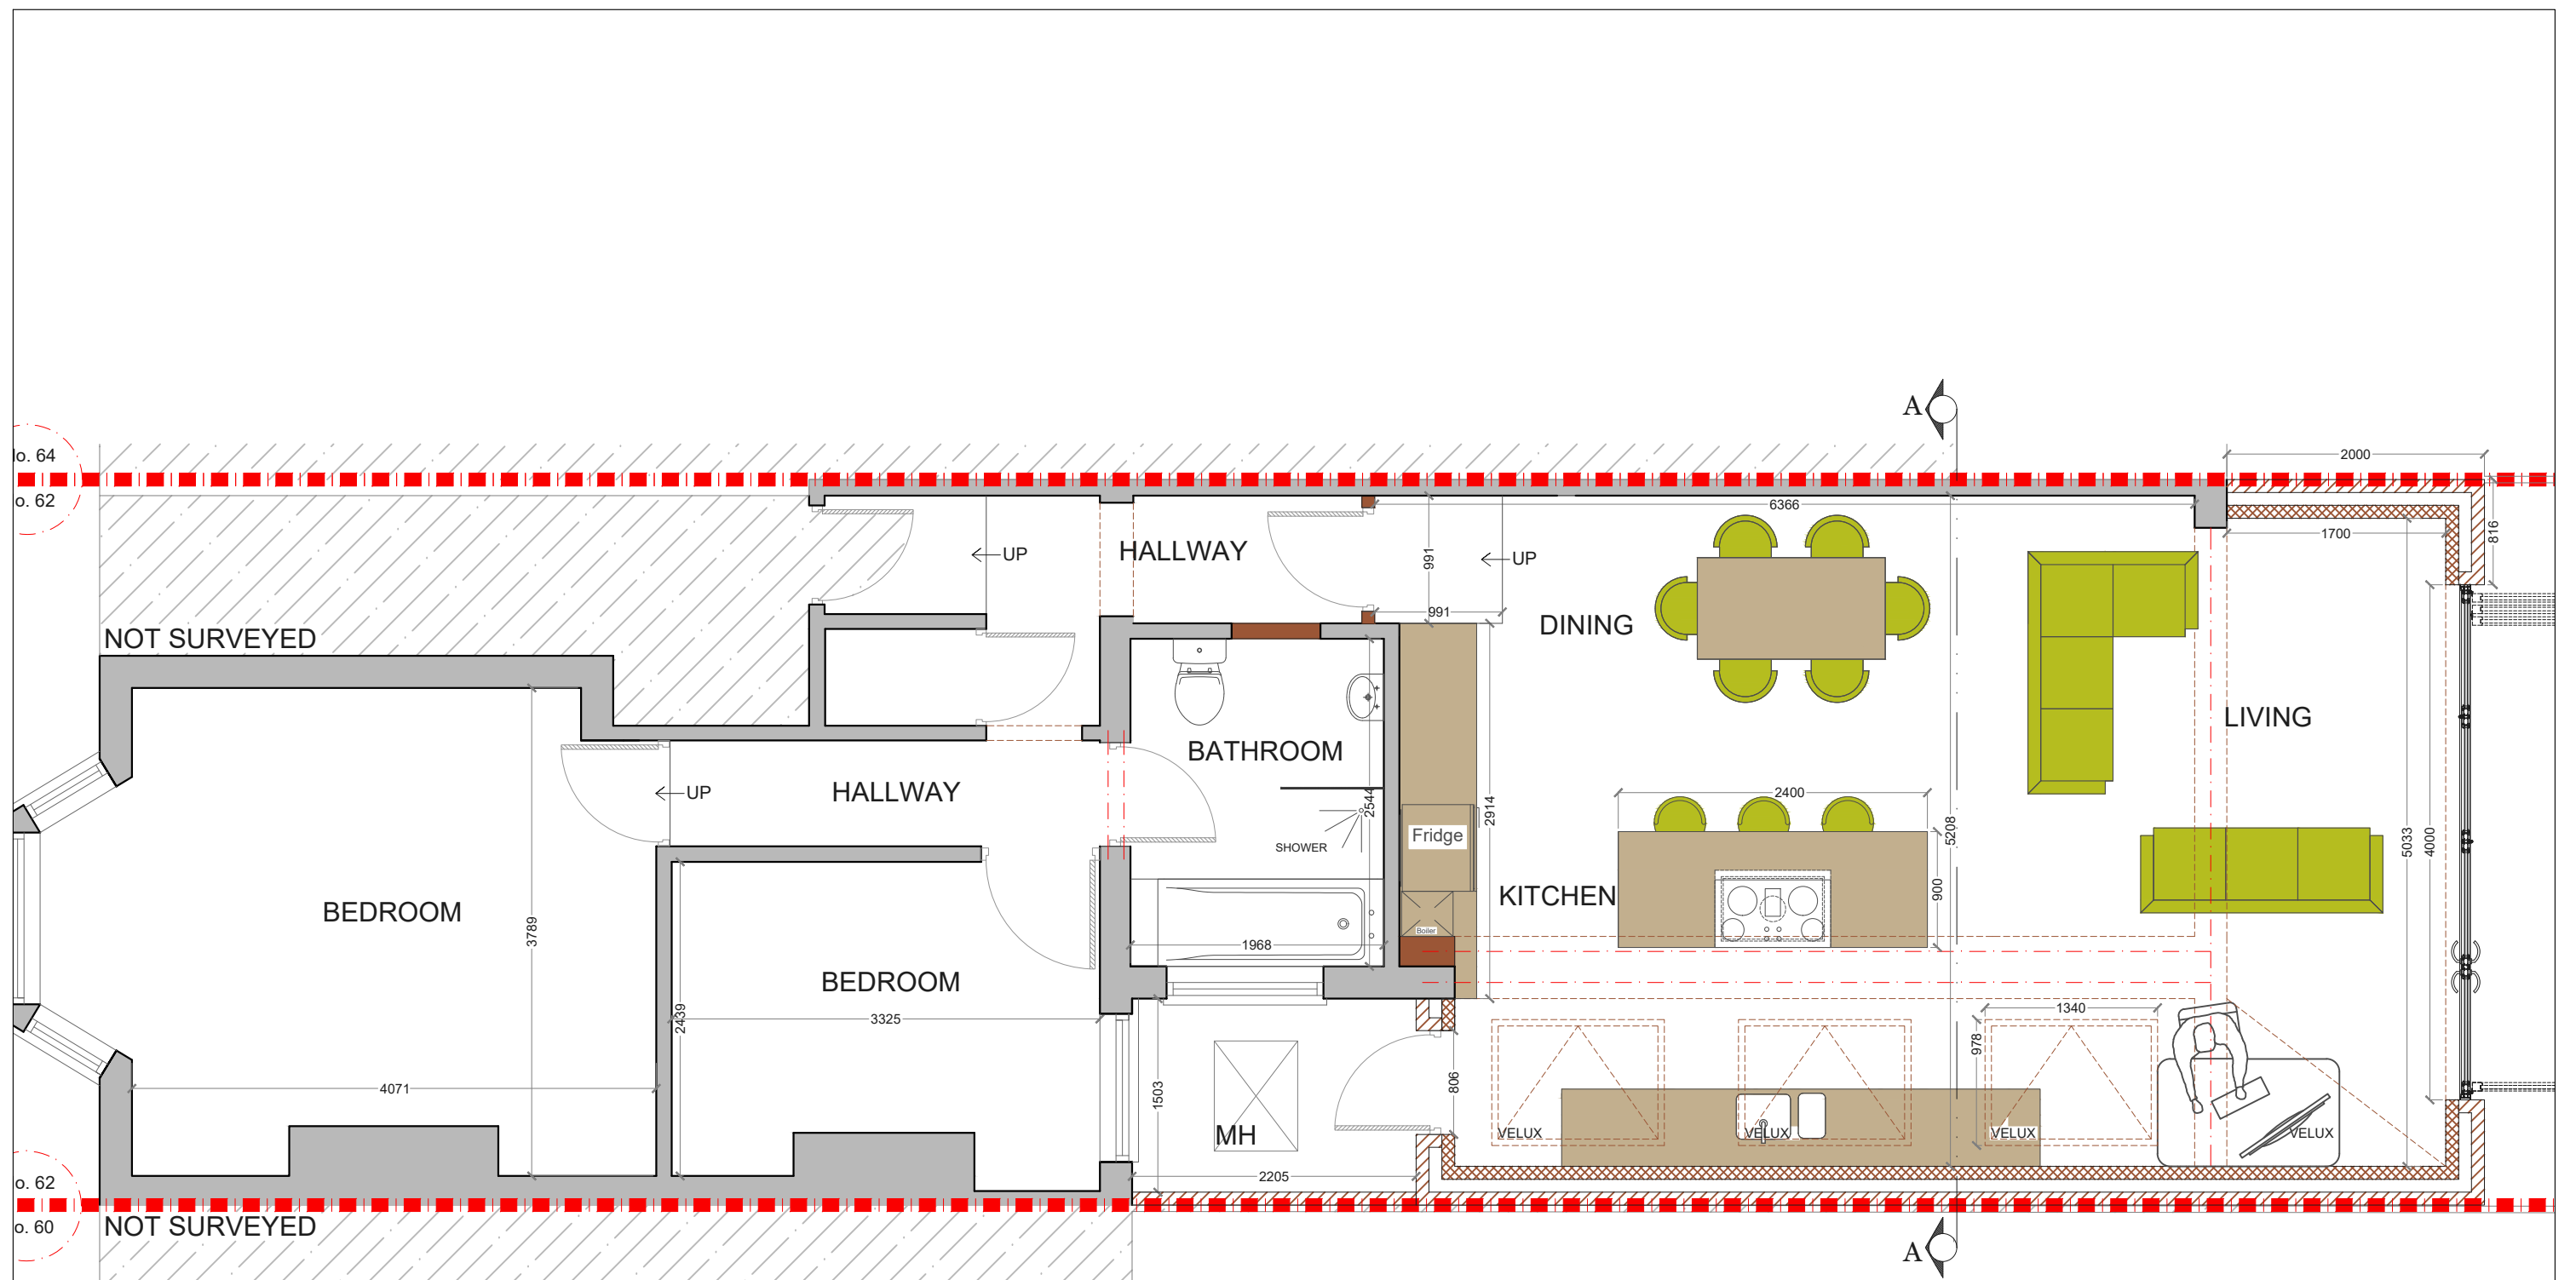 A
lo. 64
2000
o. 62
6366
816
1700
UP
HALLWAY
991
UP
991
DINING
NOT SURVEYED
LIVING
BATHROOM
UP
HALLWAY
2544
2914
2400
Fridge
5208
5033
4000
SHOWER
900
KITCHEN
BEDROOM
3789
Boiler
1968
BEDROOM
2439
3325
1340
978
4071
1503
806
MH
VELUX
VELUX
VELUX
VELUX
2205
o. 62
o. 60
NOT SURVEYED
A